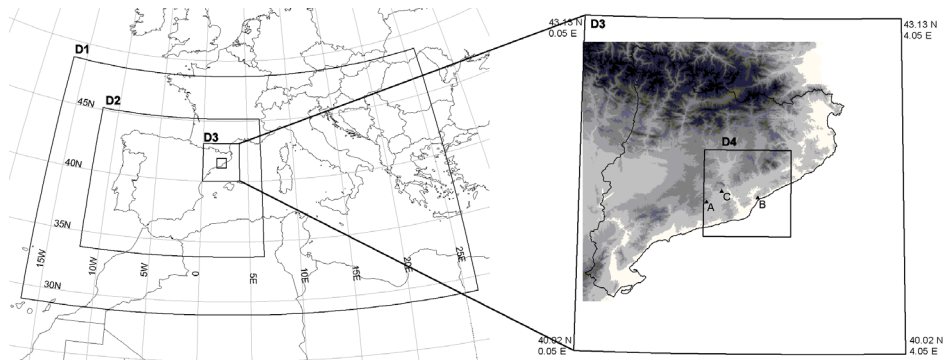 D1
D2
D3
45N
40N
35N
30N
15W
10W
5W
0
5E
10E
15E
20E
25E
43.13 N
0.05 E
D3
43.13 N
4.05 E
D4
A
C
B
40.02 N
0.05 E
40.02 N
4.05 E